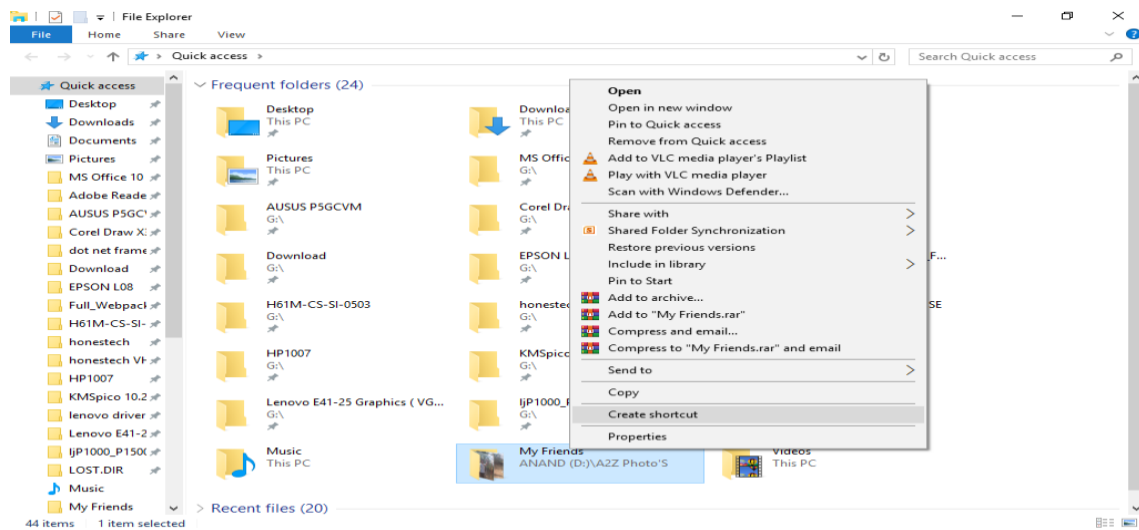 File Explorer
File Home Share View
Quick access
Search Quick access
Quick access
Desktop
Downloads
Documents
Pictures
MS Office 10
Adobe Reade
AUSUS P5GC
Corel Draw X
dot net frame
Download
EPSON L08
Full_Webpack
H61M-CS-SI-
honestech
honestech VH
HP1007
KMSpico 10.2
lenovo driver
Lenovo E41-2
ljP1000_P150
LOST.DIR
Music
My Friends
Frequent folders (24)
Desktop
This PC
Downloa
This PC
Pictures
This PC
MS Offic
G:\
AUSUS P5GCVM
G:\
Corel Dr
G:\
Download
G:\
EPSON L
G:\
_F...
H61M-CS-SI-0503
G:\
honestec
G:\
SE
HP1007
G:\
KMSpico
G:\
Lenovo E41-25 Graphics ( VG...
G:\
ljP1000_
G:\
Music
This PC
My Friends
ANAND (D:)\A2Z Photo'S
Videos
This PC
Recent files (20)
Open
Open in new window
Pin to Quick access
Remove from Quick access
Add to VLC media player's Playlist
Play with VLC media player
Scan with Windows Defender...
Share with
Shared Folder Synchronization
Restore previous versions
Include in library
Pin to Start
Add to archive...
Add to "My Friends.rar"
Compress and email...
Compress to "My Friends.rar" and email
Send to
Copy
Create shortcut
Properties
44 items 1 item selected